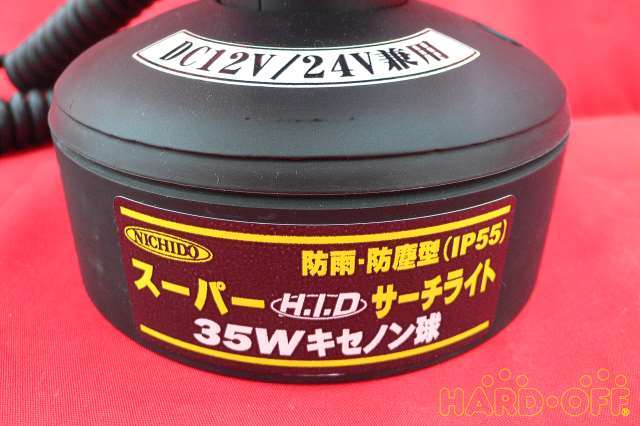 DC12V/24V兼用
NICHIDO
防雨・防塵型(IP55)
スーパー H.I.D サーチライト
35Wキセノン球
HARD・OFF®